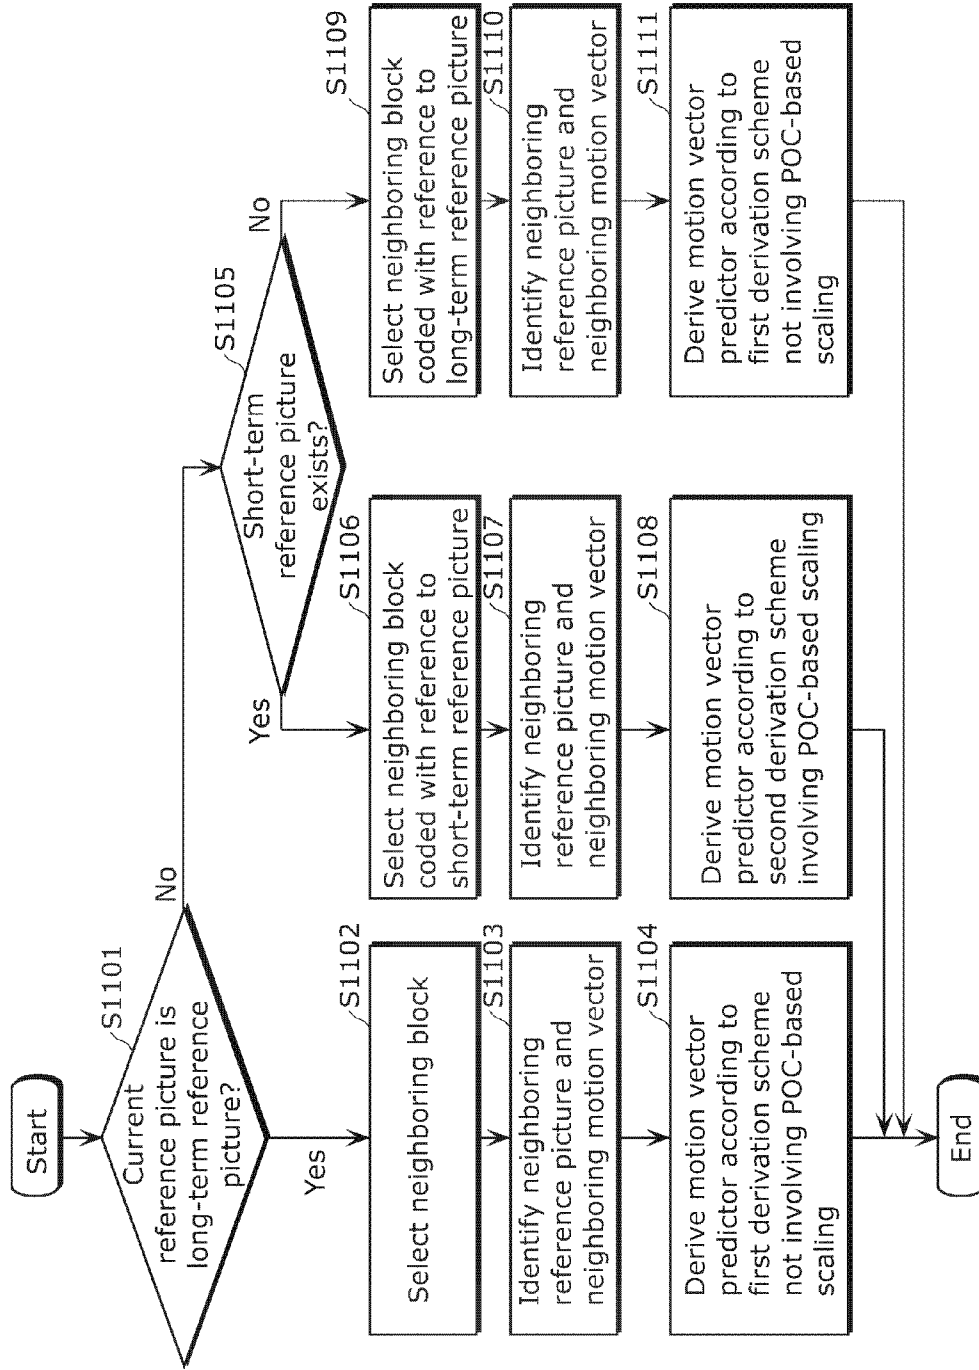 Start
S1101
Current
reference picture is
long-term reference
picture?
Yes
No
S1102
Select neighboring block
S1103
Identify neighboring
reference picture and
neighboring motion vector
S1104
Derive motion vector
predictor according to
first derivation scheme
not involving POC-based
scaling
S1105
Short-term
reference picture
exists?
Yes
No
S1106
Select neighboring block
coded with reference to
short-term reference picture
S1107
Identify neighboring
reference picture and
neighboring motion vector
S1108
Derive motion vector
predictor according to
second derivation scheme
involving POC-based scaling
S1109
Select neighboring block
coded with reference to
long-term reference picture
S1110
Identify neighboring
reference picture and
neighboring motion vector
S1111
Derive motion vector
predictor according to
first derivation scheme
not involving POC-based
scaling
End